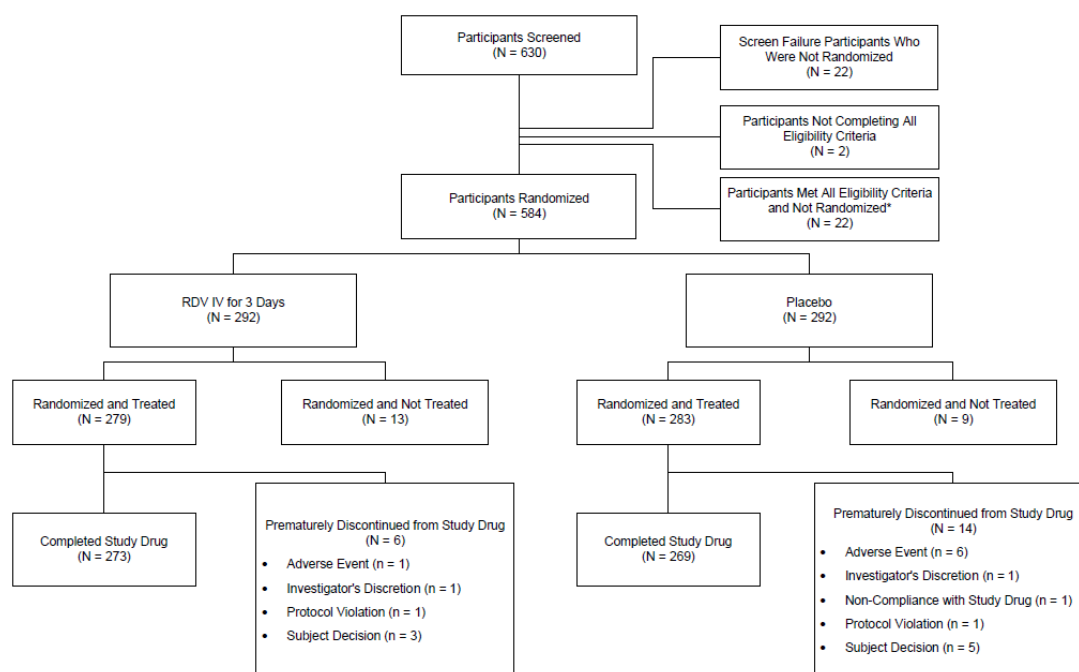 Participants Screened
(N = 630)
Screen Failure Participants Who
Were Not Randomized
(N = 22)
Participants Not Completing All
Eligibility Criteria
(N = 2)
Participants Met All Eligibility Criteria
and Not Randomized*
(N = 22)
Participants Randomized
(N = 584)
RDV IV for 3 Days
(N = 292)
Placebo
(N = 292)
Randomized and Treated
(N = 279)
Randomized and Not Treated
(N = 13)
Randomized and Treated
(N = 283)
Randomized and Not Treated
(N = 9)
Completed Study Drug
(N = 273)
Prematurely Discontinued from Study Drug
(N = 6)
• Adverse Event (n = 1)
• Investigator's Discretion (n = 1)
• Protocol Violation (n = 1)
• Subject Decision (n = 3)
Completed Study Drug
(N = 269)
Prematurely Discontinued from Study Drug
(N = 14)
• Adverse Event (n = 6)
• Investigator's Discretion (n = 1)
• Non-Compliance with Study Drug (n = 1)
• Protocol Violation (n = 1)
• Subject Decision (n = 5)